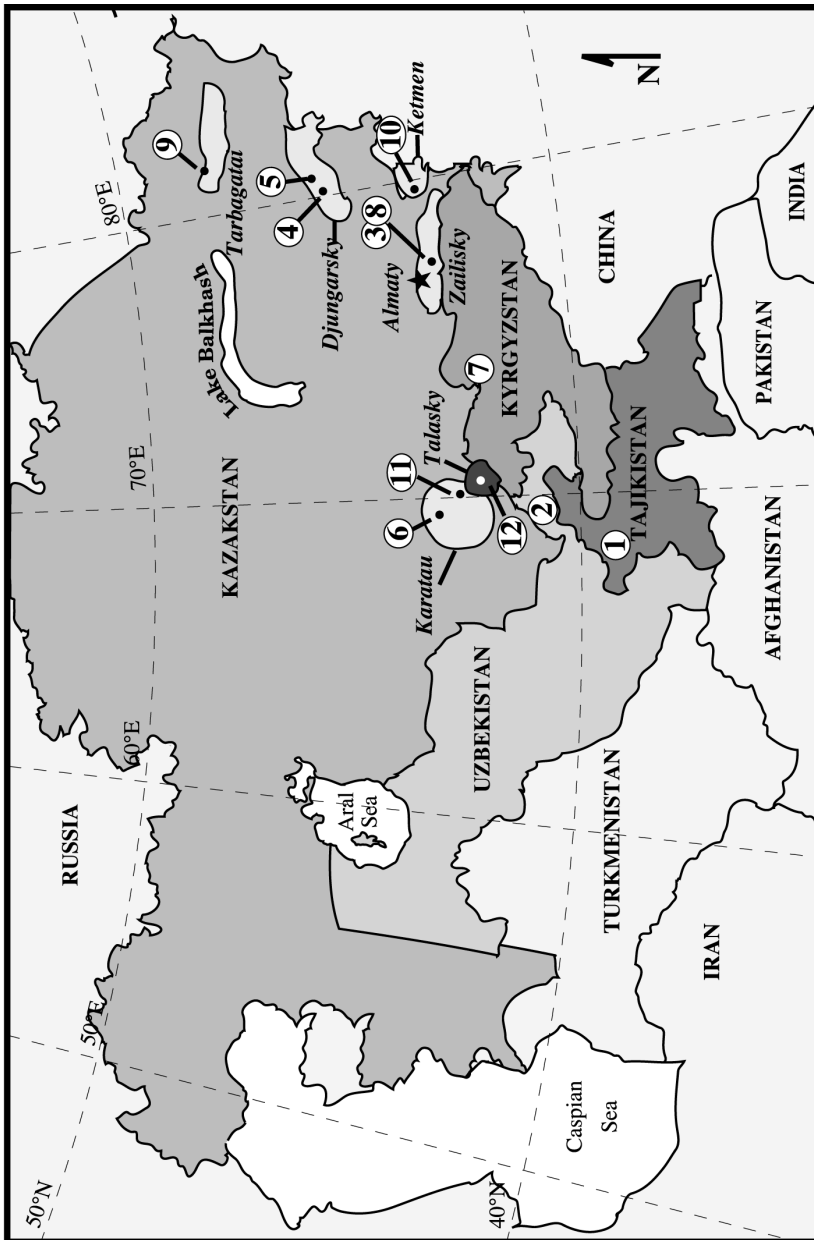 50°N
RUSSIA
50°E
80°E
60°E
70°E
9
Lake Balkhash
KAZAKSTAN
Tarbagatai
5
4
Djungarsky
Aral
Sea
3 8
Almaty
10
6
11
Ketmen
Karatau
Talasky
Zailisky
7
UZBEKISTAN
KYRGYZSTAN
40°N
12
2
Caspian
Sea
CHINA
TURKMENISTAN
1
TAJIKISTAN
N
IRAN
PAKISTAN
AFGHANISTAN
INDIA